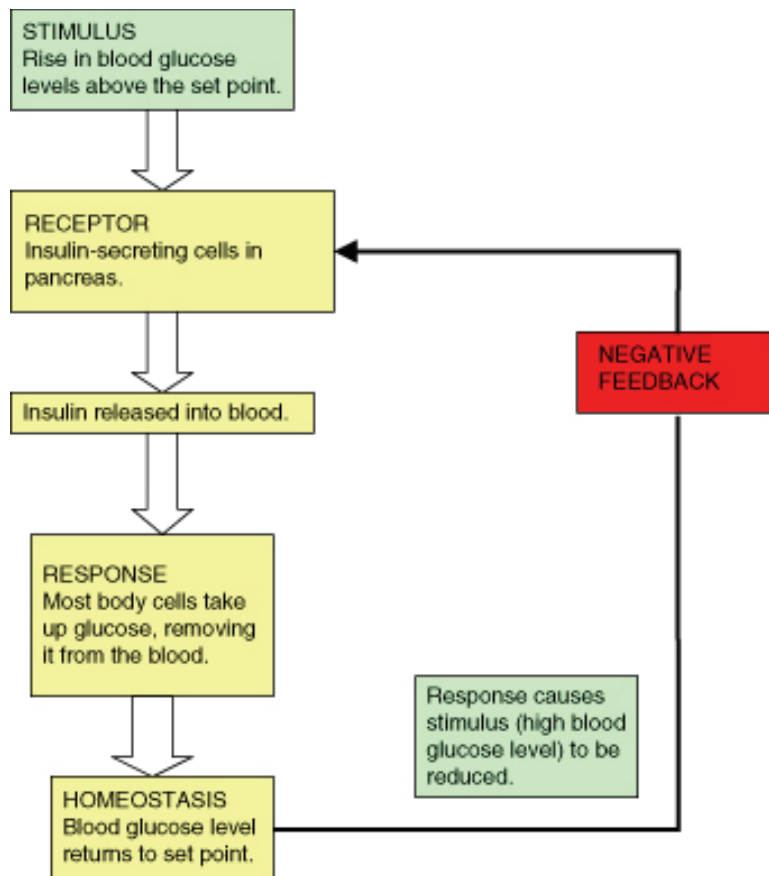 STIMULUS
Rise in blood glucose
levels above the set point.
RECEPTOR
Insulin-secreting cells in
pancreas.
NEGATIVE
FEEDBACK
Insulin released into blood.
RESPONSE
Most body cells take
up glucose, removing
it from the blood.
Response causes
stimulus (high blood
glucose level) to be
reduced.
HOMEOSTASIS
Blood glucose level
returns to set point.